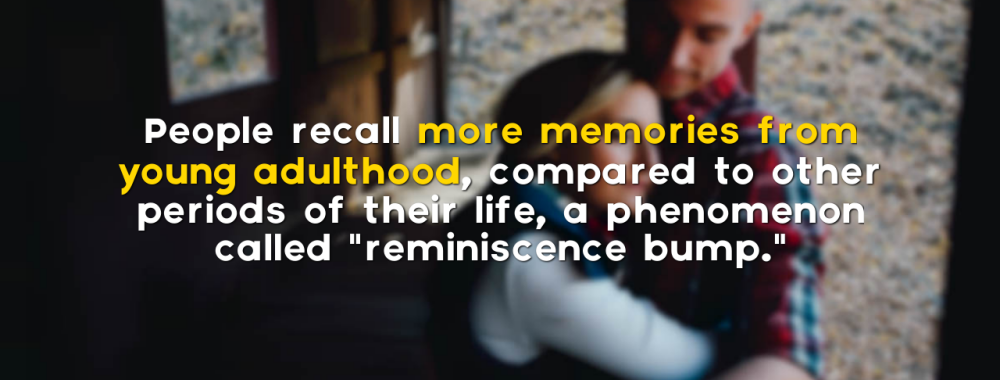 People recall more memories from
young adulthood, compared to other
periods of their life, a phenomenon
called "reminiscence bump."